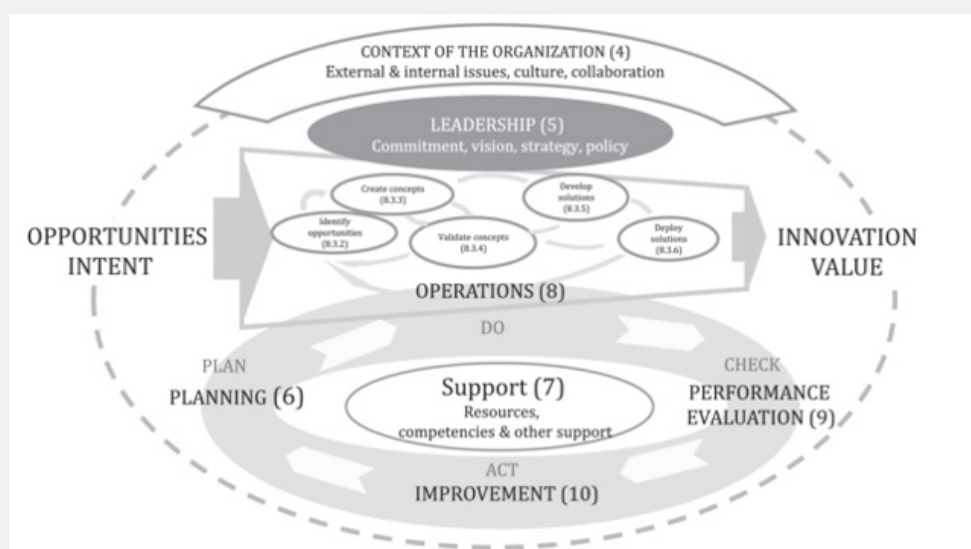 CONTEXT OF THE ORGANIZATION (4)
External & internal issues, culture, collaboration
LEADERSHIP (5)
Commitment, vision, strategy, policy
Create concepts
(8.3.3)
Develop
solutions
(8.3.5)
Identify
opportunities
(8.3.2)
Validate concepts
(8.3.4)
Deploy
solutions
(8.3.6)
OPPORTUNITIES
INTENT
INNOVATION
VALUE
OPERATIONS (8)
DO
PLAN
PLANNING (6)
Support (7)
Resources,
competencies & other support
CHECK
PERFORMANCE
EVALUATION (9)
ACT
IMPROVEMENT (10)